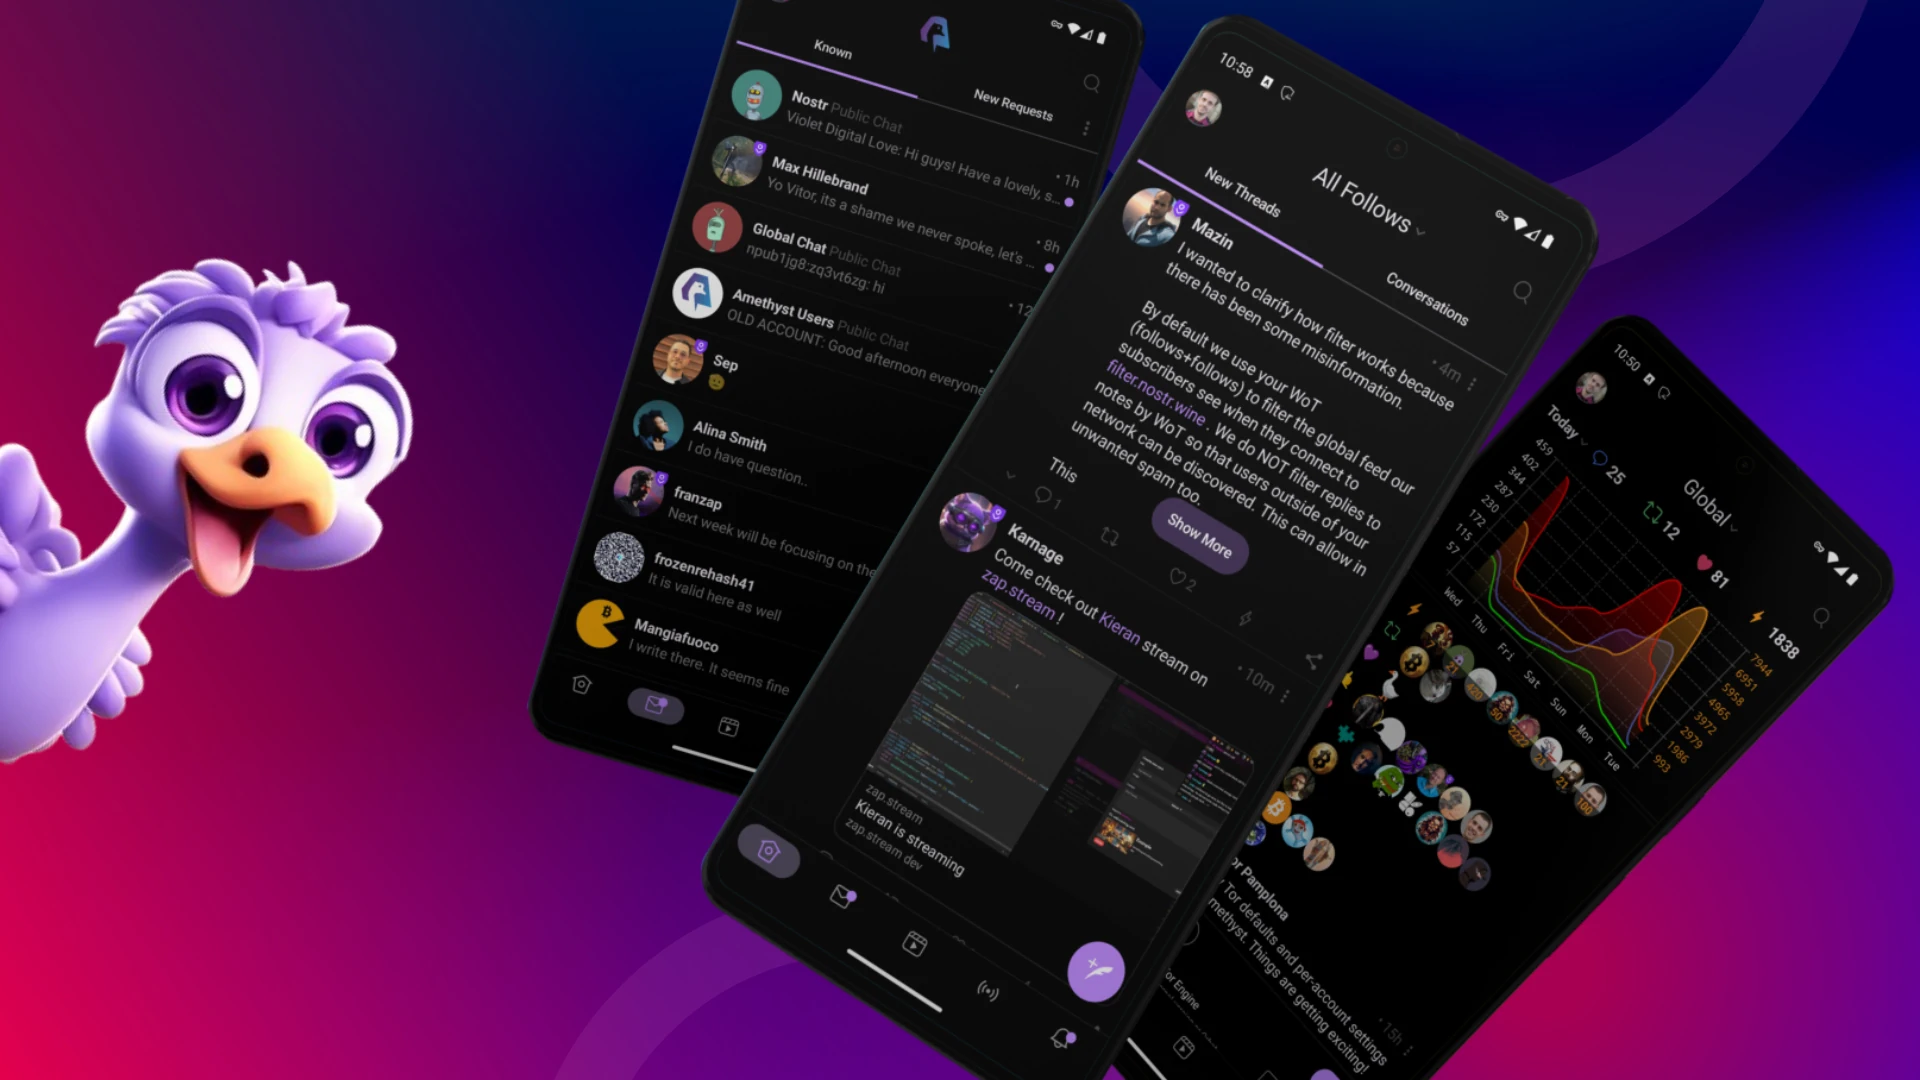 Known
New Requests
Nostr Public Chat
Violet Digital Love: Hi guys! Have a lovely, s...
• 1h
Max Hillebrand
Yo Vitor, its a shame we never spoke, let's ...
• 8h
Global Chat Public Chat
npub1jg8:zq3vt6zg: hi
• 12
Amethyst Users Public Chat
OLD ACCOUNT: Good afternoon everyone
Sep
Alina Smith
I do have question..
franzap
Next week will be focusing on the
frozenrehash41
It is valid here as well
Mangiafuoco
I write there. It seems fine
10:58
All Follows
New Threads
Conversations
Mazin
• 4m
I wanted to clarify how filter works because
there has been some misinformation.
By default we use your WoT
(follows+follows) to filter the global feed our
subscribers see when they connect to
filter.nostr.wine . We do NOT filter replies to
notes by WoT so that users outside of your
network can be discovered. This can allow in
unwanted spam too.
This
Show More
1
2
Karnage
• 10m
Come check out Kieran stream on
zap.stream !
zap.stream
Kieran is streaming
zap.stream dev
10:50
Global
Today
25
12
81
1838
459
402
344
287
230
172
115
57
7944
6951
5958
4965
3972
2979
1986
993
Wed
Thu
Fri
Sat
Sun
Mon
Tue
or Pamplona
• 15h
Tor defaults and per-account settings
methyst. Things are getting exciting!
or Engine